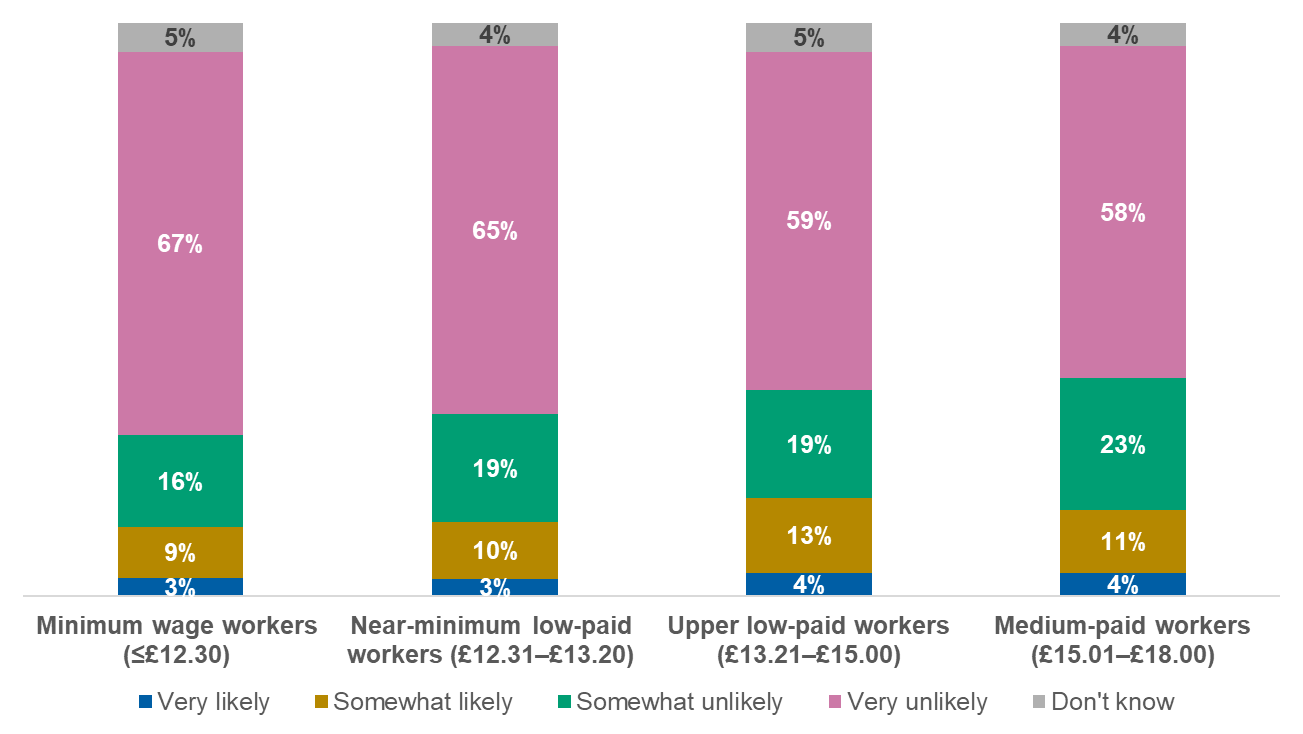 5% 4% 5% 4%
67% 65% 59% 58%
16% 19% 19% 23%
9% 10% 13% 11%
3% 3% 4% 4%
Minimum wage workers Near-minimum low-paid Upper low-paid workers Medium-paid workers
(≤£12.30) workers (£12.31–£13.20) (£13.21–£15.00) (£15.01–£18.00)
Very likely Somewhat likely Somewhat unlikely Very unlikely Don't know